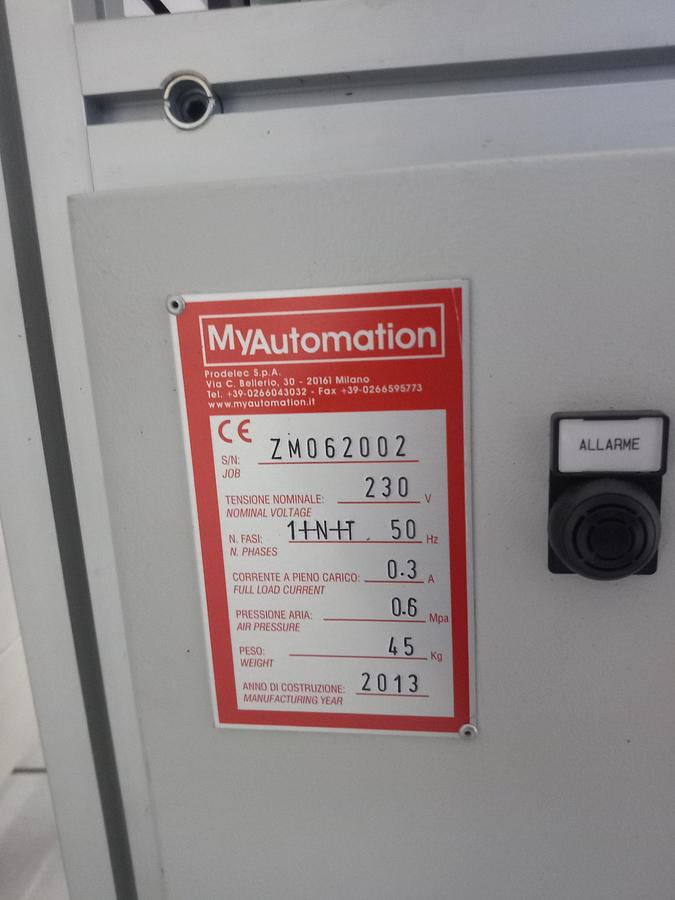 MyAutomation
Prodelec S.p.A.
Via C. Bellerio, 30 - 20161 Milano
Tel. +39-0266043032 - Fax +39-0266595773
www.myautomation.it
CE
S/N: ZM062002
JOB
TENSIONE NOMINALE: 230 V
NOMINAL VOLTAGE
N. FASI: 1+N+T 50 Hz
N. PHASES
CORRENTE A PIENO CARICO: 0.3 A
FULL LOAD CURRENT
PRESSIONE ARIA: 0.6 Mpa
AIR PRESSURE
PESO: 45 Kg
WEIGHT
ANNO DI COSTRUZIONE: 2013
MANUFACTURING YEAR
ALLARME